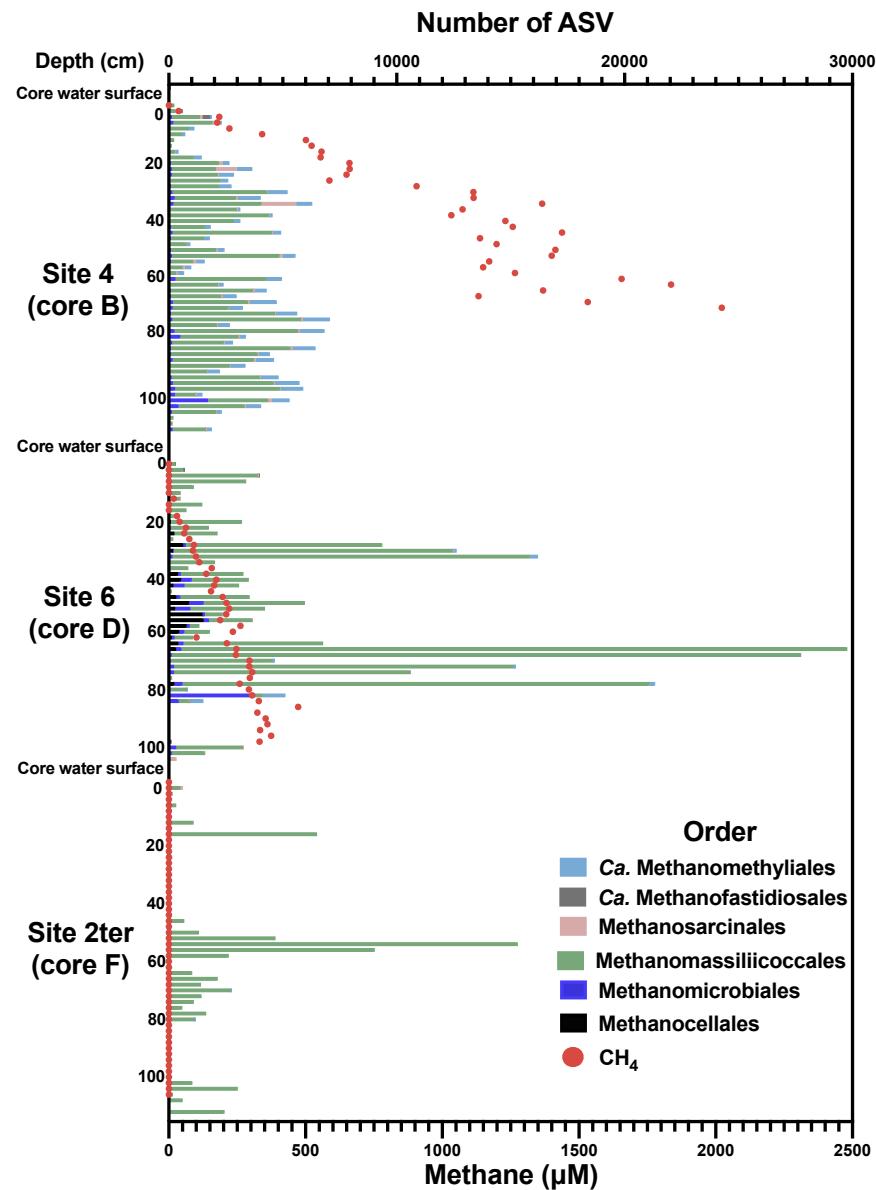 Number of ASV
Depth (cm)
0 10000 20000 30000
Core water surface
0
20
40
Site 4
(core B)
60
80
100
Core water surface
0
20
40
Site 6
(core D)
60
80
100
Core water surface
0
20
40
Site 2ter
(core F)
60
80
100
Order
Ca. Methanomethyliales
Ca. Methanofastidiosales
Methanosarcinales
Methanomassiliicoccales
Methanomicrobiales
Methanocellales
CH4
0 500 1000 1500 2000 2500
Methane (µM)